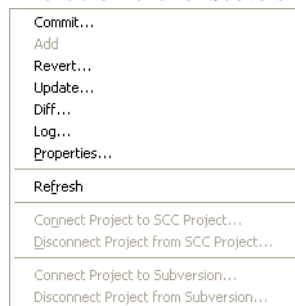 Commit...
Add
Revert...
Update...
Diff...
Log...
Properties...
Refresh
Connect Project to SCC Project...
Disconnect Project from SCC Project...
Connect Project to Subversion...
Disconnect Project from Subversion...